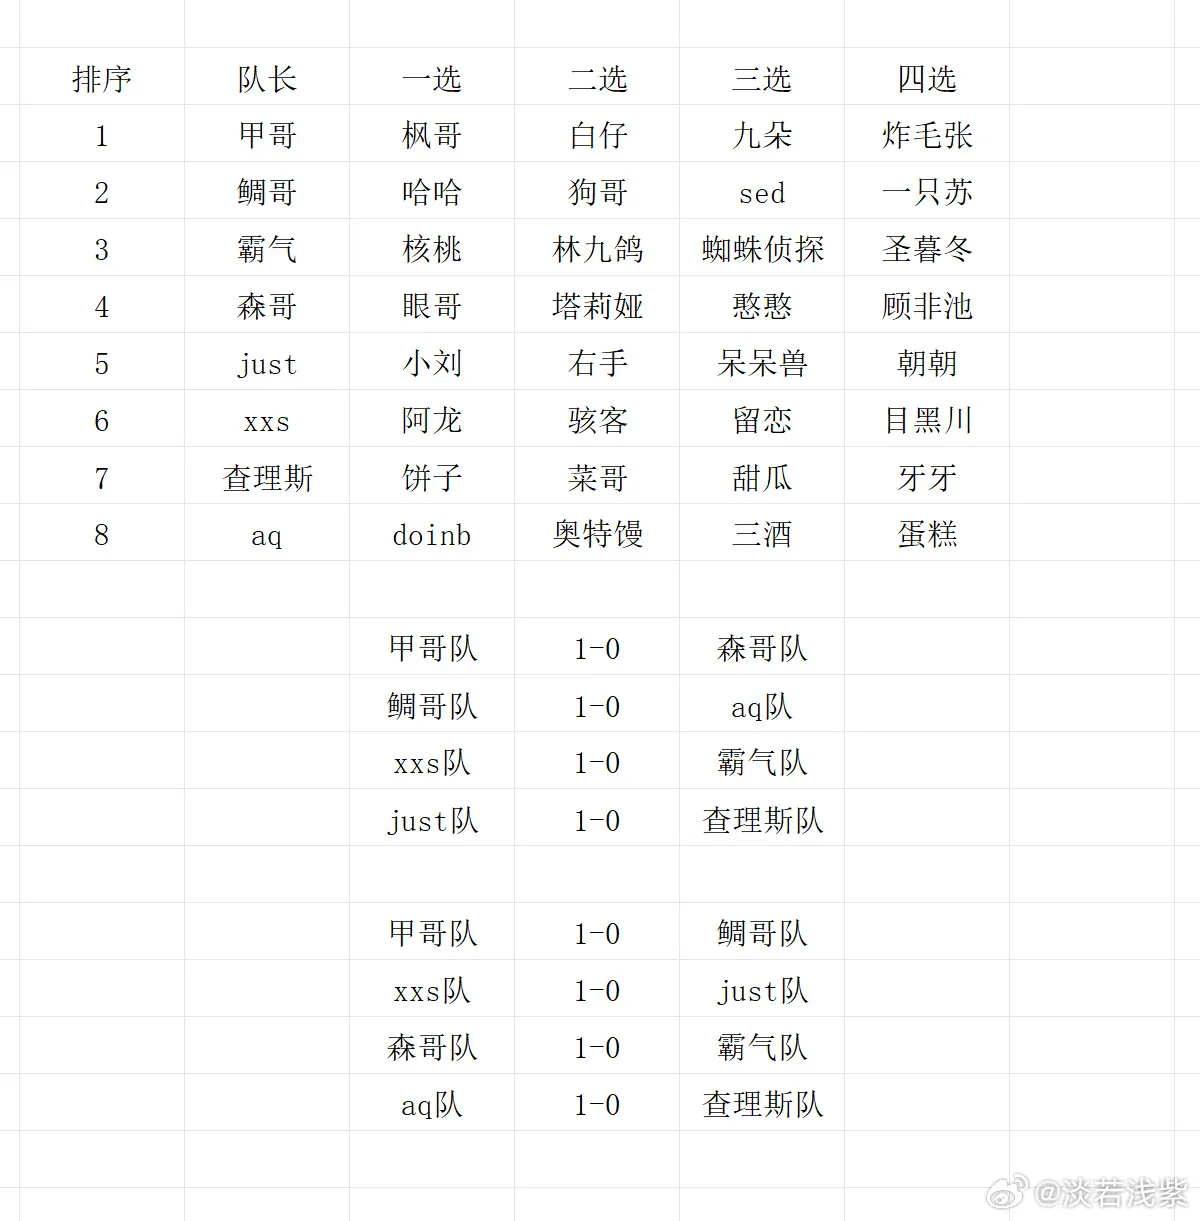 排序 队长 一选 二选 三选 四选
1 甲哥 枫哥 白仔 九朵 炸毛张
2 鲷哥 哈哈 狗哥 sed 一只苏
3 霸气 核桃 林九鸽 蜘蛛侦探 圣暮冬
4 森哥 眼哥 塔莉娅 憨憨 顾非池
5 just 小刘 右手 呆呆兽 朝朝
6 xxs 阿龙 骇客 留恋 目黑川
7 查理斯 饼子 菜哥 甜瓜 牙牙
8 aq doinb 奥特馒 三酒 蛋糕
甲哥队 1-0 森哥队
鲷哥队 1-0 aq队
xxs队 1-0 霸气队
just队 1-0 查理斯队
甲哥队 1-0 鲷哥队
xxs队 1-0 just队
森哥队 1-0 霸气队
aq队 1-0 查理斯队
@淡若浅紫